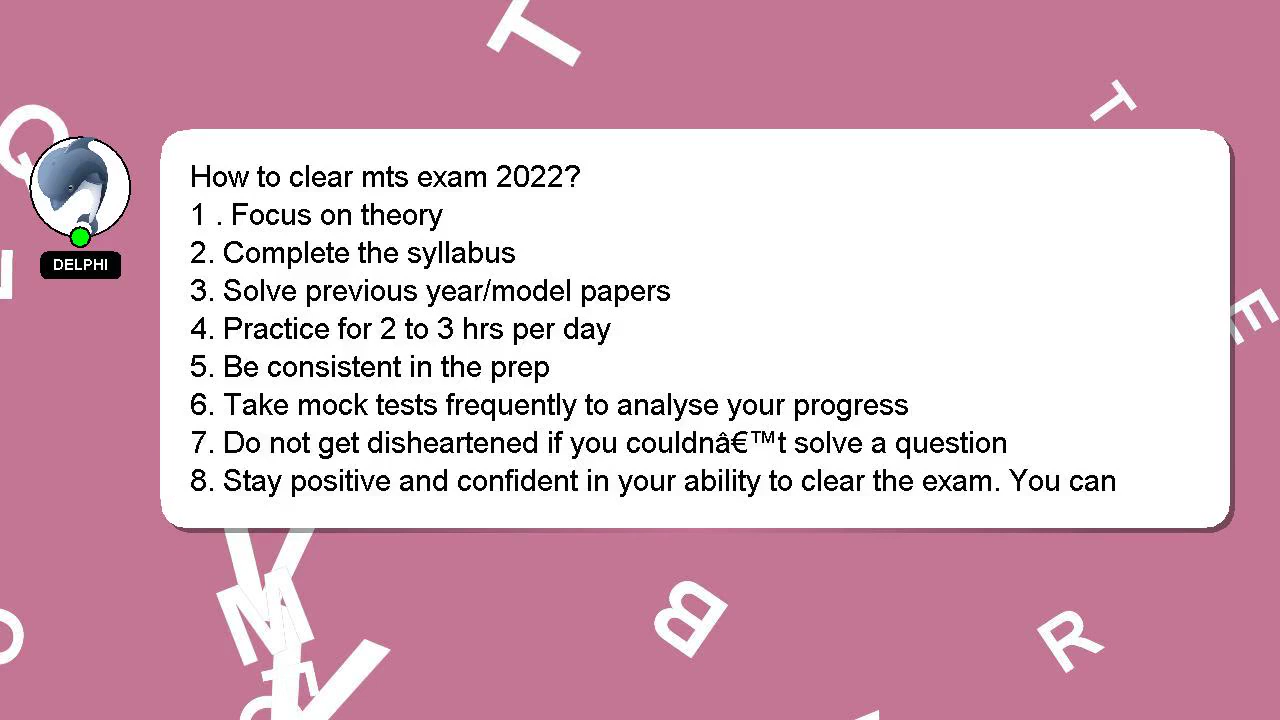 How to clear mts exam 2022?
1 . Focus on theory
2. Complete the syllabus
3. Solve previous year/model papers
4. Practice for 2 to 3 hrs per day
5. Be consistent in the prep
6. Take mock tests frequently to analyse your progress
7. Do not get disheartened if you couldnâ€™t solve a question
8. Stay positive and confident in your ability to clear the exam. You can
DELPHI
T
T
Q
E
V
M
B
R